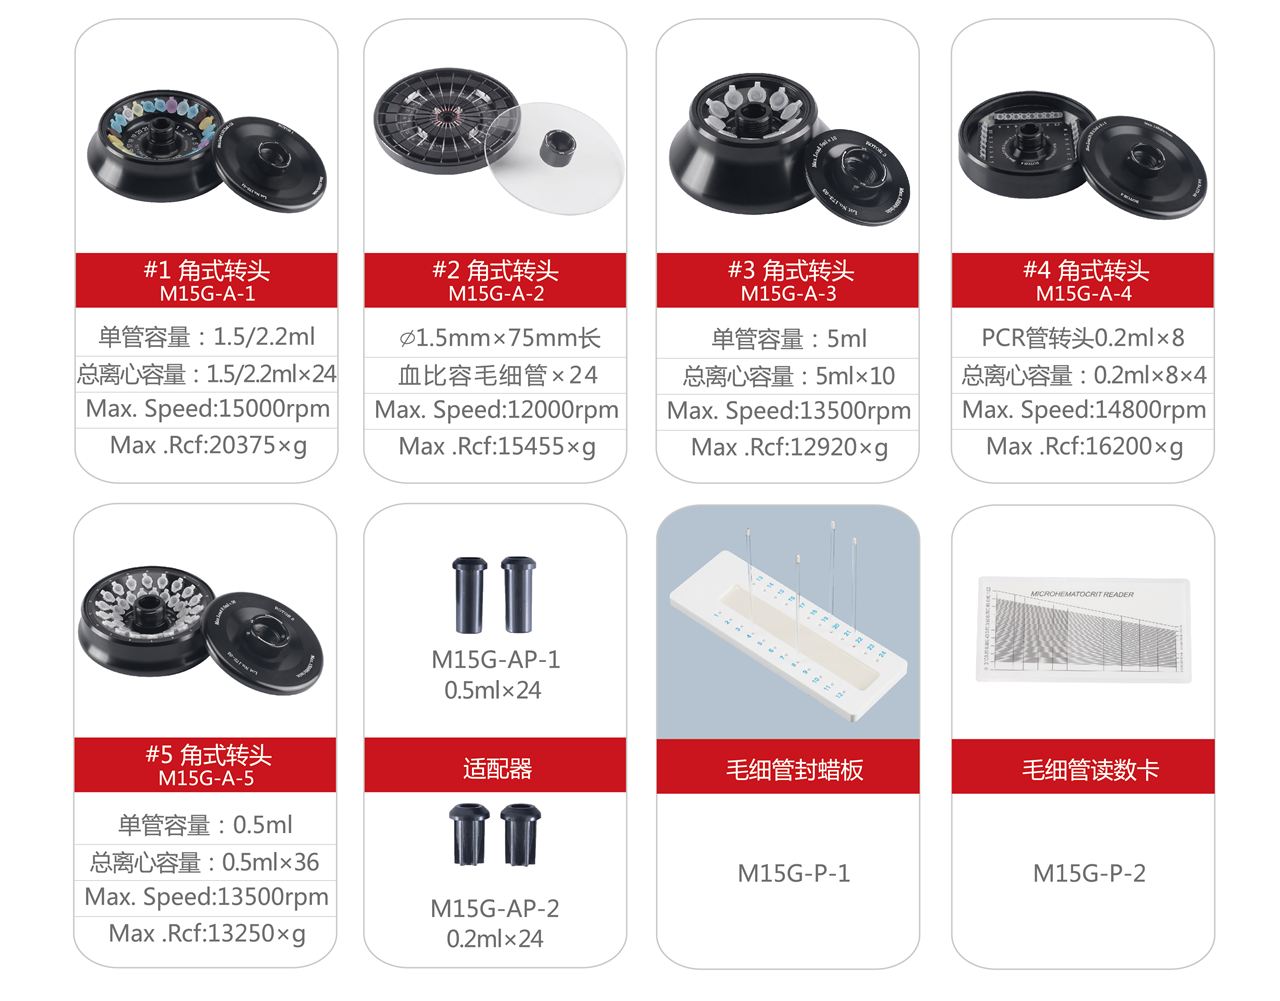 #1 角式转头
M15G-A-1
单管容量：1.5/2.2ml
总离心容量：1.5/2.2ml×24
Max. Speed:15000rpm
Max .Rcf:20375×g
#2 角式转头
M15G-A-2
∅1.5mm×75mm长
血比容毛细管×24
Max. Speed:12000rpm
Max .Rcf:15455×g
#3 角式转头
M15G-A-3
单管容量：5ml
总离心容量：5ml×10
Max. Speed:13500rpm
Max .Rcf:12920×g
#4 角式转头
M15G-A-4
PCR管转头0.2ml×8
总离心容量：0.2ml×8×4
Max. Speed:14800rpm
Max .Rcf:16200×g
#5 角式转头
M15G-A-5
单管容量：0.5ml
总离心容量：0.5ml×36
Max. Speed:13500rpm
Max .Rcf:13250×g
M15G-AP-1
0.5ml×24
适配器
M15G-AP-2
0.2ml×24
毛细管封蜡板
M15G-P-1
MICROHEMATOCRIT READER
毛细管读数卡
M15G-P-2